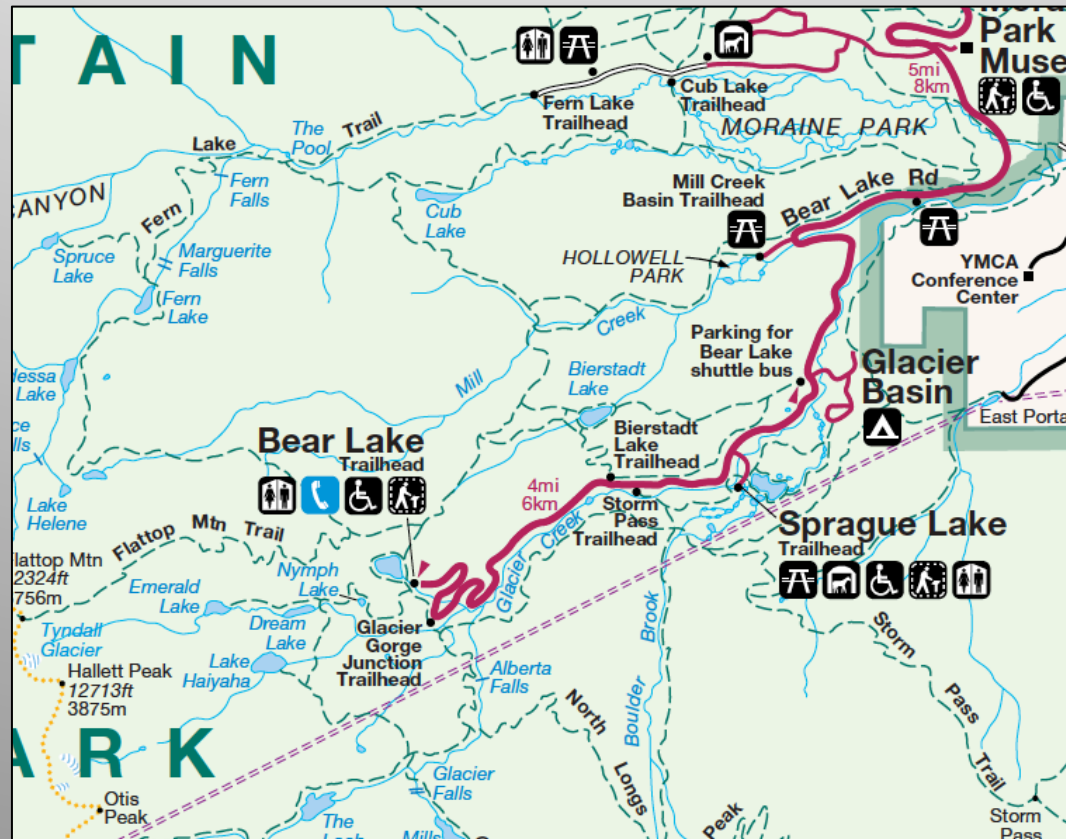 TAIN
Park
Muse
5mi
8km
Cub Lake
Trailhead
Fern Lake
Trailhead
MORAINE PARK
The
Pool
Trail
Lake
Fern
ANYON
Fern
Falls
Cub
Lake
Mill Creek
Basin Trailhead
Bear Lake Rd
Spruce
Lake
Marguerite
Falls
HOLLOWELL
PARK
YMCA
Conference
Center
Fern
Lake
Creek
Mill
Parking for
Bear Lake
shuttle bus
Bierstadt
Lake
Glacier
Basin
essa
Lake
East Porta
ce
lls
Bear Lake
Trailhead
Bierstadt
Lake
Trailhead
4mi
6km
Storm
Pass
Trailhead
Lake
Helene
Sprague Lake
Trailhead
Flattop Mtn Trail
Creek
Glacier
lattop Mtn
2324ft
756m
Emerald
Lake
Nymph
Lake
Dream
Lake
Glacier
Gorge
Junction
Trailhead
Tyndall
Glacier
Lake
Haiyaha
Hallett Peak
12713ft
3875m
Alberta
Falls
Boulder Brook
Storm Pass Trail
North Longs Peak
ARK
Otis
Peak
Glacier
Falls
The
Loch
Mills
Storm
Pass